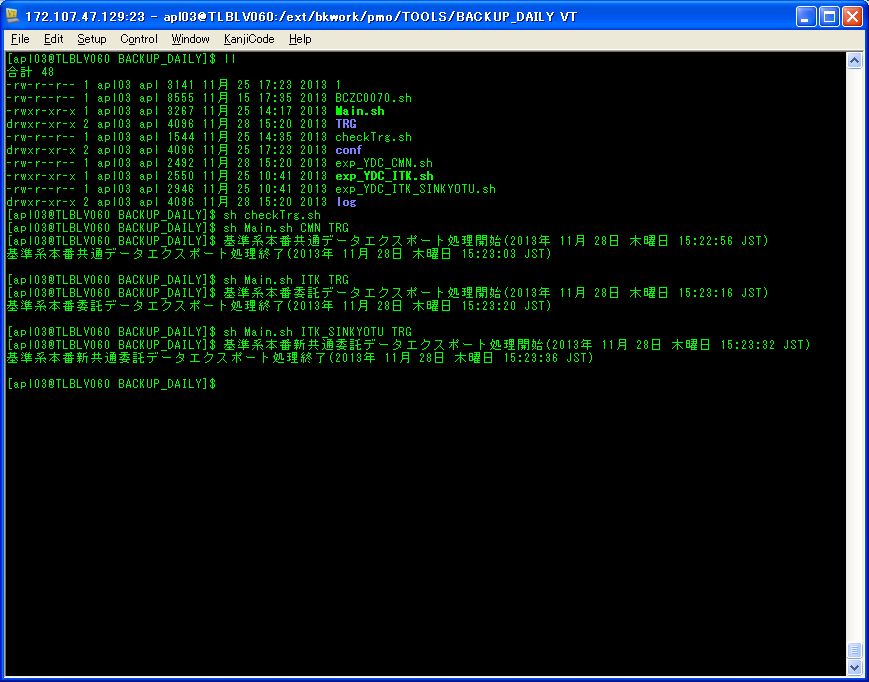 172.107.47.129:23 - apl03@TLBLV060:/ext/bkwork/pmo/TOOLS/BACKUP_DAILY VT
File Edit Setup Control Window KanjiCode Help
[apl03@TLBLV060 BACKUP_DAILY]$ ll
合計 48
-rw-r--r-- 1 apl03 apl 3141 11月 25 17:23 2013 1
-rw-r--r-- 1 apl03 apl 8555 11月 15 17:35 2013 BCZC0070.sh
-rwxr-xr-x 1 apl03 apl 3267 11月 25 14:17 2013 Main.sh
drwxr-xr-x 2 apl03 apl 4096 11月 28 15:20 2013 TRG
-rw-r--r-- 1 apl03 apl 1544 11月 25 14:35 2013 checkTrg.sh
drwxr-xr-x 2 apl03 apl 4096 11月 25 17:23 2013 conf
-rw-r--r-- 1 apl03 apl 2492 11月 28 15:20 2013 exp_YDC_CMN.sh
-rwxr-xr-x 1 apl03 apl 2550 11月 25 10:41 2013 exp_YDC_ITK.sh
-rw-r--r-- 1 apl03 apl 2946 11月 25 10:41 2013 exp_YDC_ITK_SINKYOTU.sh
drwxr-xr-x 2 apl03 apl 4096 11月 28 15:20 2013 log
[apl03@TLBLV060 BACKUP_DAILY]$ sh checkTrg.sh
[apl03@TLBLV060 BACKUP_DAILY]$ sh Main.sh CMN TRG
[apl03@TLBLV060 BACKUP_DAILY]$ 基準系本番共通データエクスポート処理開始(2013年 11月 28日 木曜日 15:22:56 JST)
基準系本番共通データエクスポート処理終了(2013年 11月 28日 木曜日 15:23:03 JST)
[apl03@TLBLV060 BACKUP_DAILY]$ sh Main.sh ITK TRG
[apl03@TLBLV060 BACKUP_DAILY]$ 基準系本番委託データエクスポート処理開始(2013年 11月 28日 木曜日 15:23:16 JST)
基準系本番委託データエクスポート処理終了(2013年 11月 28日 木曜日 15:23:20 JST)
[apl03@TLBLV060 BACKUP_DAILY]$ sh Main.sh ITK_SINKYOTU TRG
[apl03@TLBLV060 BACKUP_DAILY]$ 基準系本番新共通委託データエクスポート処理開始(2013年 11月 28日 木曜日 15:23:32 JST)
基準系本番新共通委託データエクスポート処理終了(2013年 11月 28日 木曜日 15:23:36 JST)
[apl03@TLBLV060 BACKUP_DAILY]$